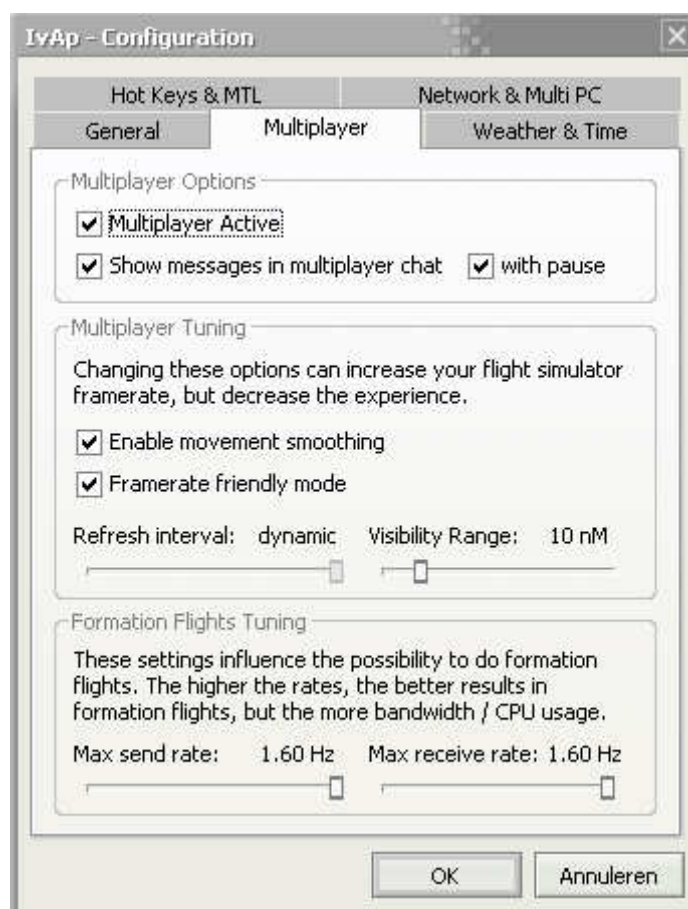 IvAp - Configuration
Hot Keys & MTL Network & Multi PC
General Multiplayer Weather & Time
Multiplayer Options
Multiplayer Active
Show messages in multiplayer chat with pause
Multiplayer Tuning
Changing these options can increase your flight simulator
framerate, but decrease the experience.
Enable movement smoothing
Framerate friendly mode
Refresh interval: dynamic Visibility Range: 10 nM
Formation Flights Tuning
These settings influence the possibility to do formation
flights. The higher the rates, the better results in
formation flights, but the more bandwidth / CPU usage.
Max send rate: 1.60 Hz Max receive rate: 1.60 Hz
OK Annuleren